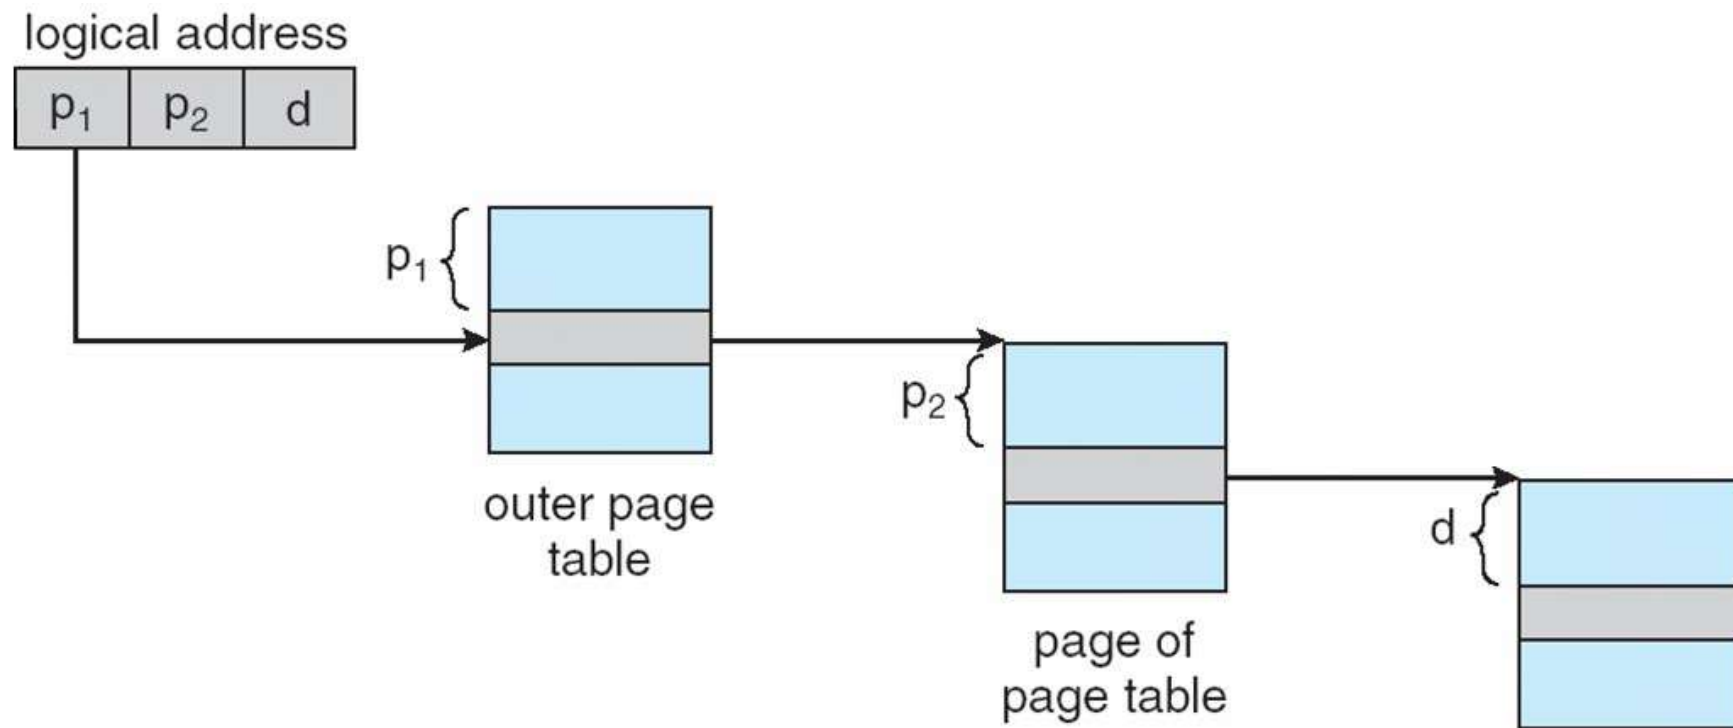 logical address
p₁ p₂ d
p₁
outer page
table
p₂
page of
page table
d